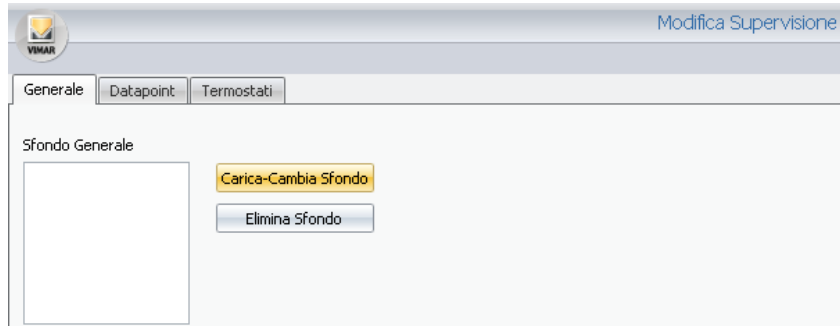 Modifica Supervisione
VIMAR
Generale Datapoint Termostati
Sfondo Generale
Carica-Cambia Sfondo
Elimina Sfondo